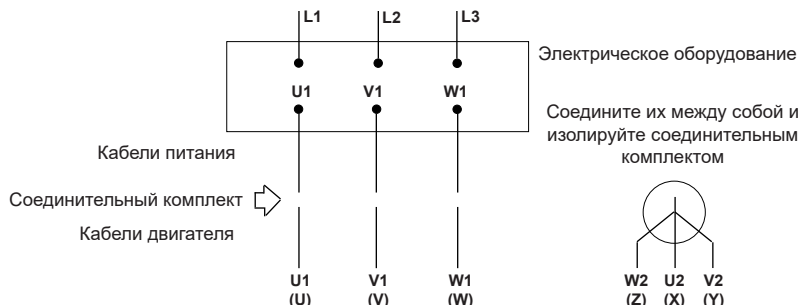 L1 L2 L3
Электрическое оборудование
U1 V1 W1
Соедините их между собой и
изолируйте соединительным
комплектом
Кабели питания
Соединительный комплект
Кабели двигателя
U1 V1 W1
(U) (V) (W)
W2 U2 V2
(Z) (X) (Y)